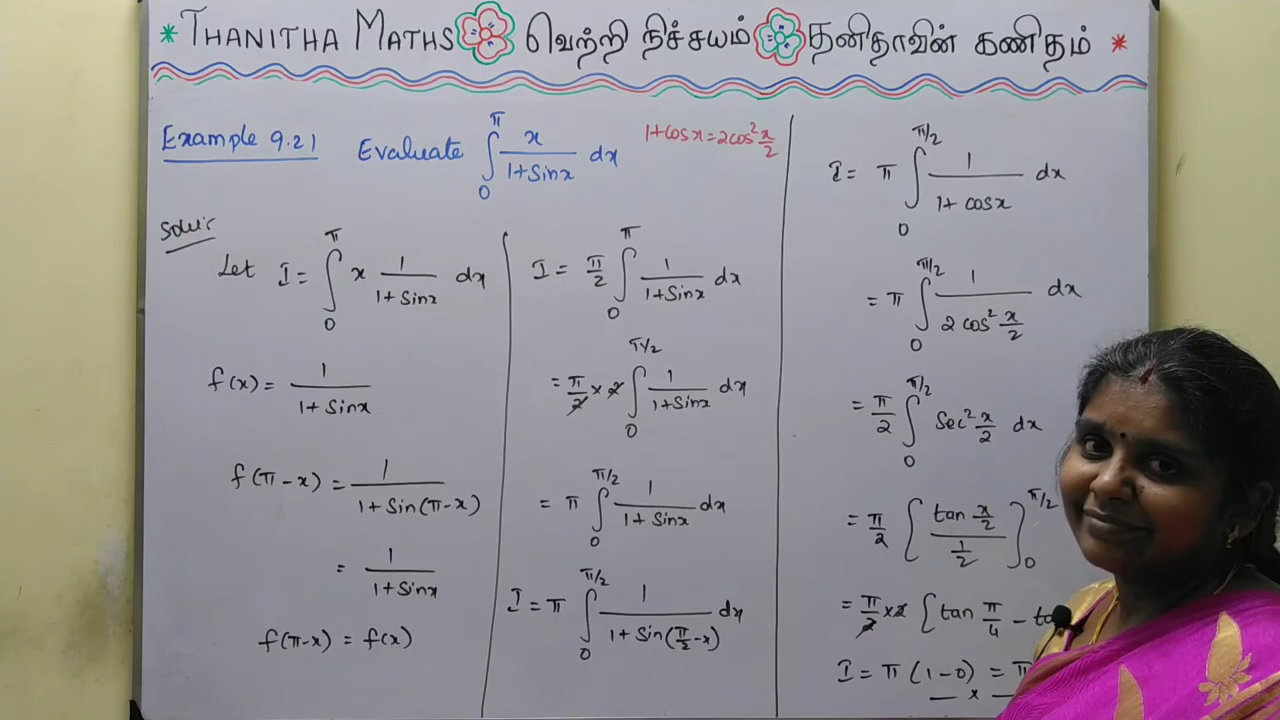 * THANITHA MATHS வெற்றி நிச்சயம் தனிதாவின் கணிதம் *
Example 9.21 Evaluate ∫₀^π x/(1+Sinx) dx 1+cosx=2cos² x/2
Soln:
Let I = ∫₀^π x 1/(1+Sinx) dx
f(x) = 1/(1+Sinx)
f(π-x) = 1/(1+Sin(π-x))
= 1/(1+Sinx)
f(π-x) = f(x)
I = π/2 ∫₀^π 1/(1+Sinx) dx
= π/2 × 2 ∫₀^π/2 1/(1+Sinx) dx
= π ∫₀^π/2 1/(1+Sinx) dx
I = π ∫₀^π/2 1/(1+Sin(π/2-x)) dx
I = π ∫₀^π/2 1/(1+cosx) dx
= π ∫₀^π/2 1/(2cos² x/2) dx
= π/2 ∫₀^π/2 Sec² x/2 dx
= π/2 [tan x/2 / 1/2]₀^π/2
= π/2 × 2 [tan π/4 -
I = π (1-0) = π
x